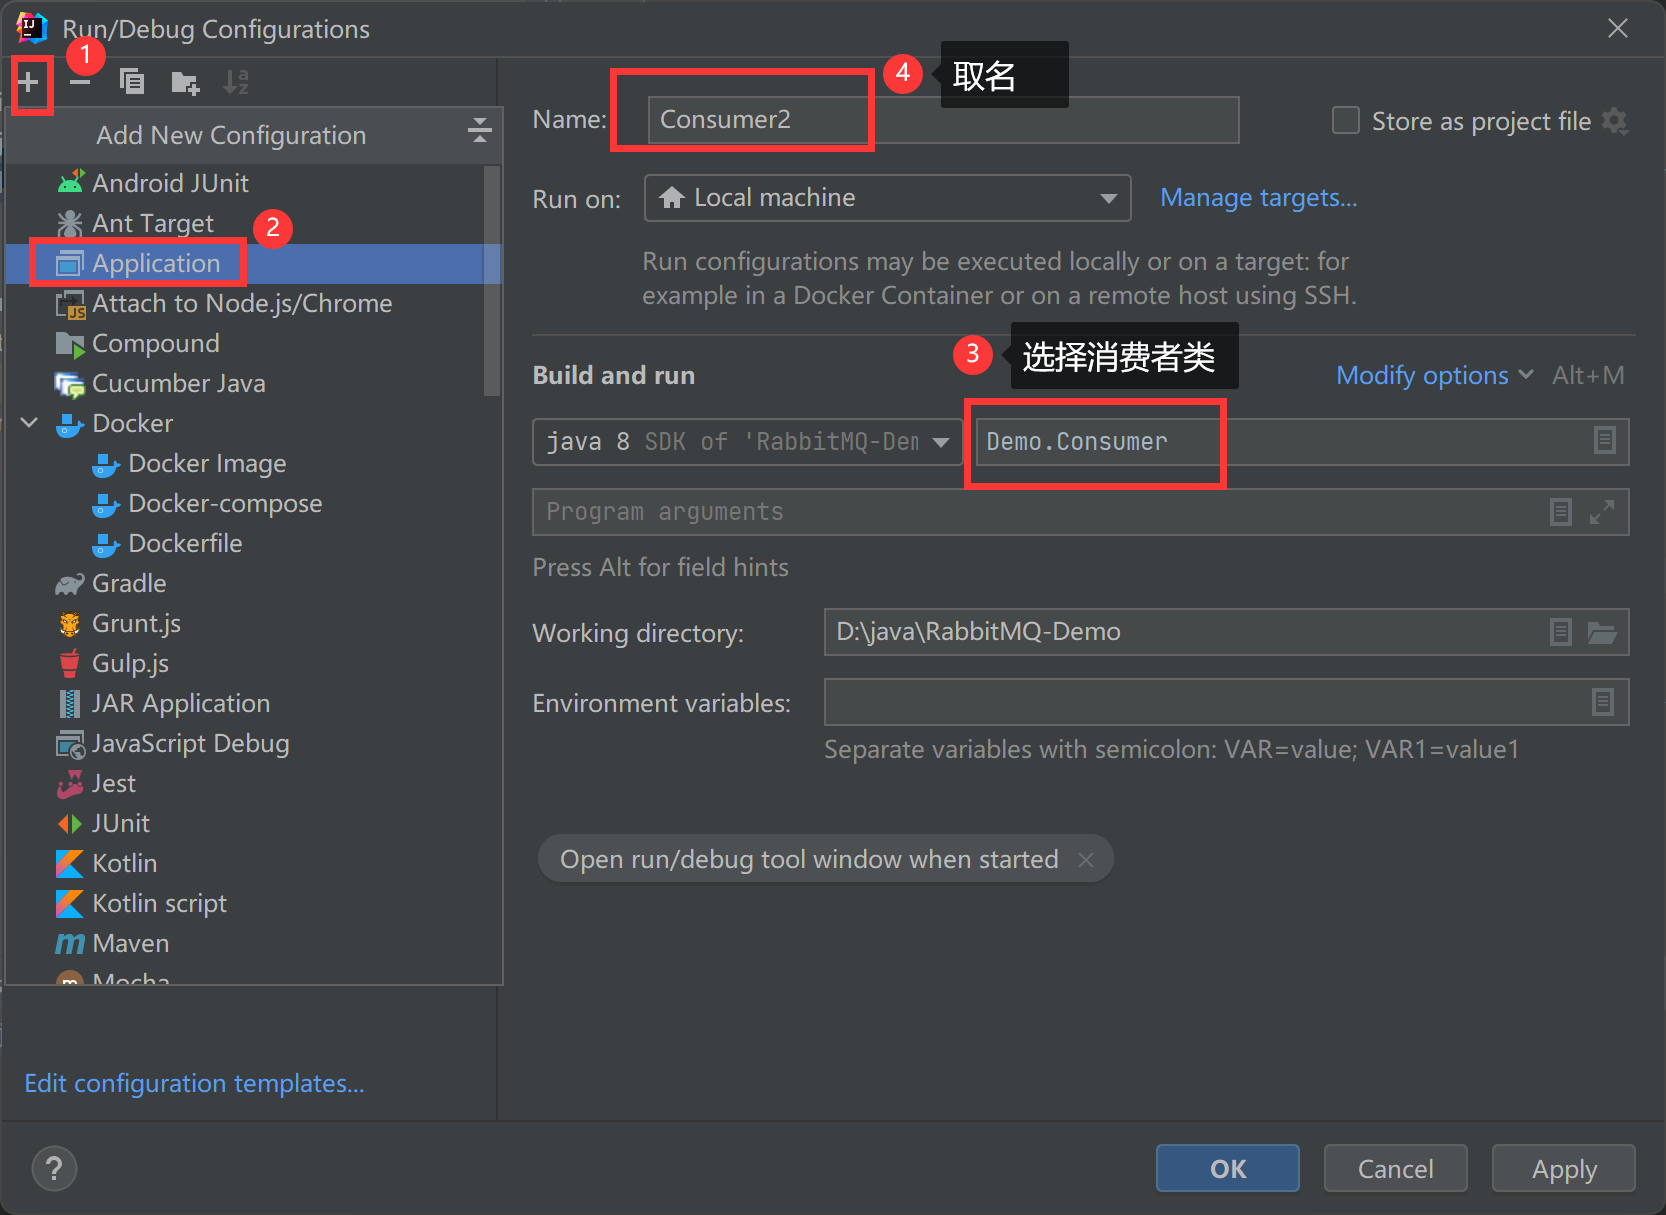 Run/Debug Configurations
1
Add New Configuration
Android JUnit
Ant Target
2
Application
Attach to Node.js/Chrome
Compound
Cucumber Java
Docker
Docker Image
Docker-compose
Dockerfile
Gradle
Grunt.js
Gulp.js
JAR Application
JavaScript Debug
Jest
JUnit
Kotlin
Kotlin script
Maven
Mocha
Edit configuration templates...
4 取名
Name: Consumer2
Store as project file
Run on: Local machine
Manage targets...
Run configurations may be executed locally or on a target: for
example in a Docker Container or on a remote host using SSH.
3 选择消费者类
Build and run
Modify options Alt+M
java 8 SDK of 'RabbitMQ-Dem
Demo.Consumer
Program arguments
Press Alt for field hints
Working directory: D:\java\RabbitMQ-Demo
Environment variables:
Separate variables with semicolon: VAR=value; VAR1=value1
Open run/debug tool window when started
?
OK
Cancel
Apply